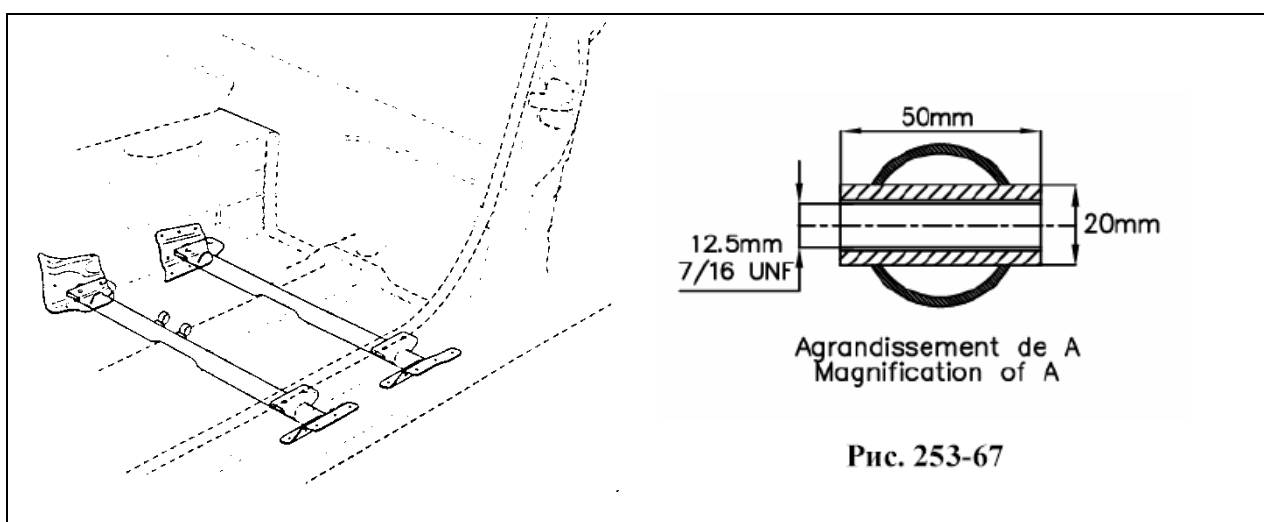 50mm
20mm
12.5mm
7/16 UNF
Agrandissement de A
Magnification of A
Рис. 253-67